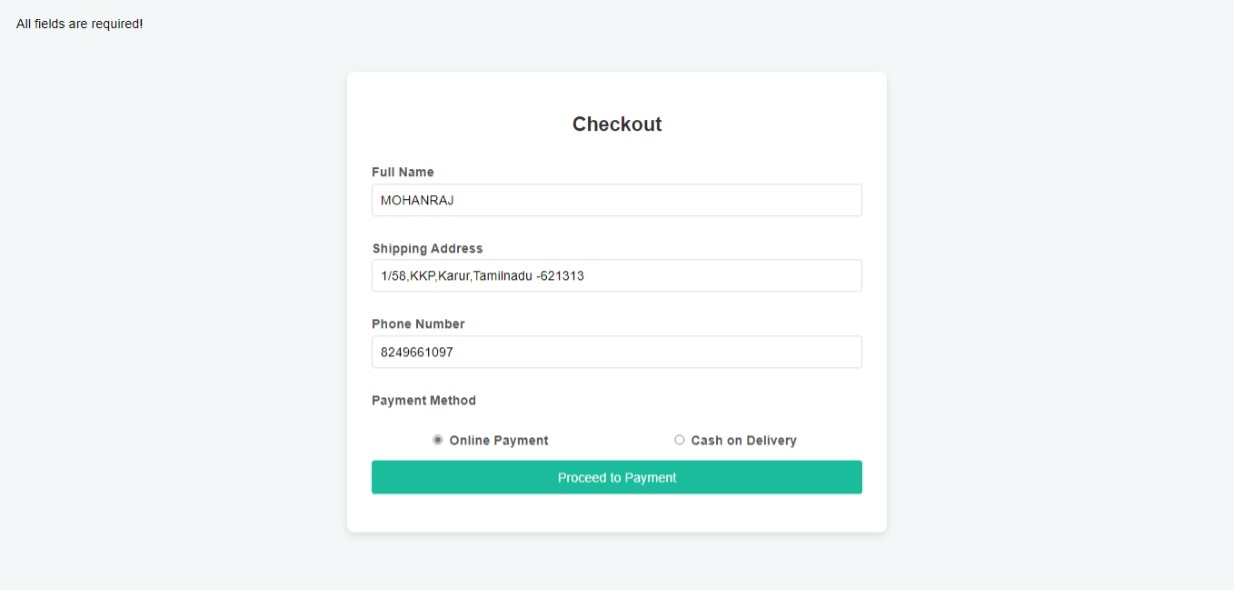 All fields are required!
Checkout
Full Name
MOHANRAJ
Shipping Address
1/58,KKP,Karur,Tamilnadu -621313
Phone Number
8249661097
Payment Method
Online Payment
Cash on Delivery
Proceed to Payment